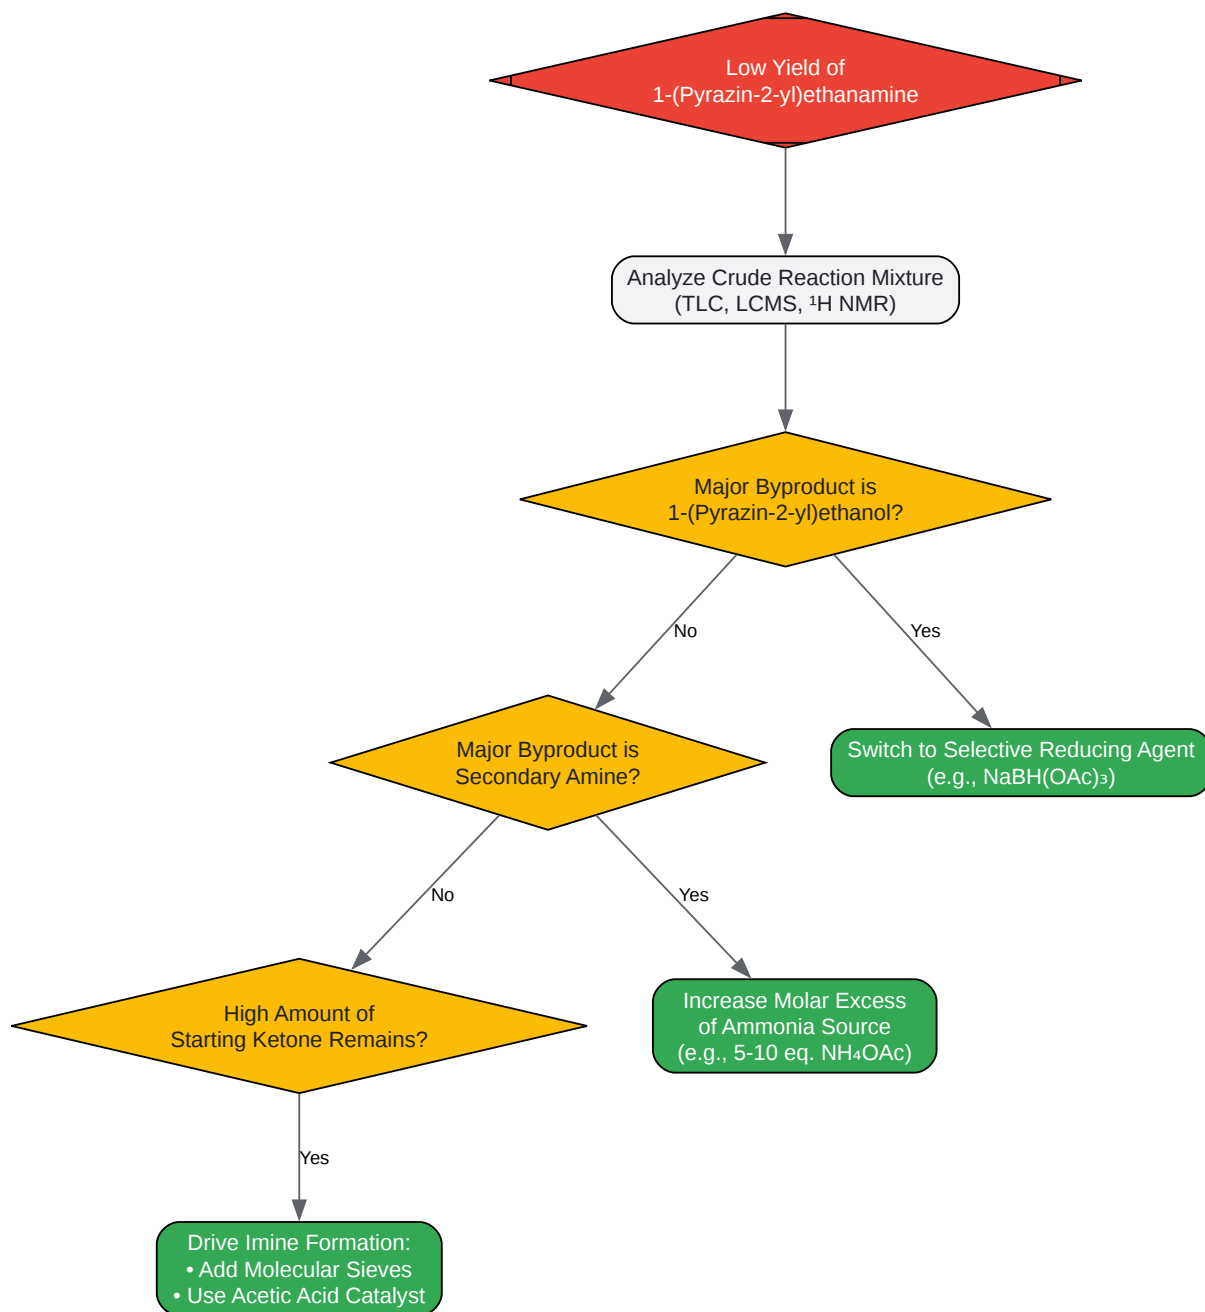 Low Yield of
1-(Pyrazin-2-yl)ethanamine
Analyze Crude Reaction Mixture
(TLC, LCMS, ¹H NMR)
Major Byproduct is
1-(Pyrazin-2-yl)ethanol?
No
Yes
Major Byproduct is
Secondary Amine?
Switch to Selective Reducing Agent
(e.g., NaBH(OAc)₃)
No
Yes
High Amount of
Starting Ketone Remains?
Increase Molar Excess
of Ammonia Source
(e.g., 5-10 eq. NH₄OAc)
Yes
Drive Imine Formation:
• Add Molecular Sieves
• Use Acetic Acid Catalyst